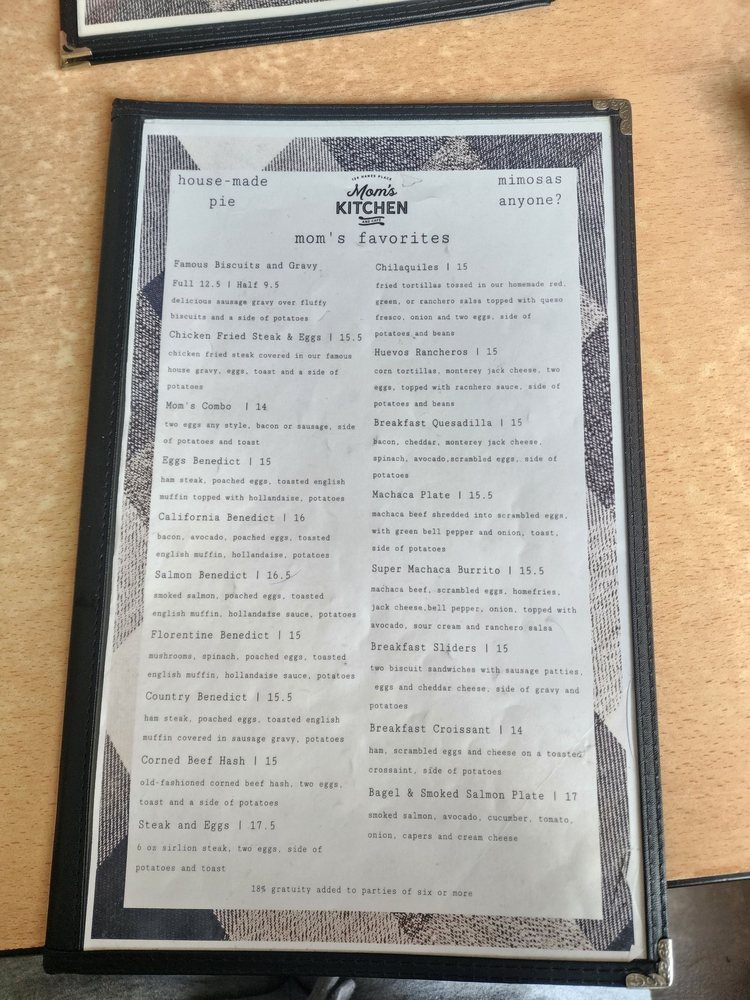 house-made
pie
124 HANKS PLACE
Mom's
KITCHEN
AND CAFE
mimosas
anyone?
mom's favorites
Famous Biscuits and Gravy
Full 12.5 | Half 9.5
delicious sausage gravy over fluffy
biscuits and a side of potatoes
Chicken Fried Steak & Eggs | 15.5
chicken fried steak covered in our famous
house gravy, eggs, toast and a side of
potatoes
Mom's Combo | 14
two eggs any style, bacon or sausage, side
of potatoes and toast
Eggs Benedict | 15
ham steak, poached eggs, toasted english
muffin topped with hollandaise, potatoes
California Benedict | 16
bacon, avocado, poached eggs, toasted
english muffin, hollandaise, potatoes
Salmon Benedict | 16.5
smoked salmon, poached eggs, toasted
english muffin, hollandaise sauce, potatoes
Florentine Benedict | 15
mushrooms, spinach, poached eggs, toasted
english muffin, hollandaise sauce, potatoes
Country Benedict | 15.5
ham steak, poached eggs, toasted english
muffin covered in sausage gravy, potatoes
Corned Beef Hash | 15
old-fashioned corned beef hash, two eggs,
toast and a side of potatoes
Steak and Eggs | 17.5
6 oz sirlion steak, two eggs, side of
potatoes and toast
Chilaquiles | 15
fried tortillas tossed in our homemade red,
green, or ranchero salsa topped with queso
fresco, onion and two eggs, side of
potatoes and beans
Huevos Rancheros | 15
corn tortillas, monterey jack cheese, two
eggs, topped with racnhero sauce, side of
potatoes and beans
Breakfast Quesadilla | 15
bacon, cheddar, monterey jack cheese,
spinach, avocado,scrambled eggs, side of
potatoes
Machaca Plate | 15.5
machaca beef shredded into scrambled eggs,
with green bell pepper and onion, toast,
side of potatoes
Super Machaca Burrito | 15.5
machaca beef, scrambled eggs, homefries,
jack cheese,bell pepper, onion, topped with
avocado, sour cream and ranchero salsa
Breakfast Sliders | 15
two biscuit sandwiches with sausage patties,
eggs and cheddar cheese, side of gravy and
potatoes
Breakfast Croissant | 14
ham, scrambled eggs and cheese on a toasted
crossaint, side of potatoes
Bagel & Smoked Salmon Plate | 17
smoked salmon, avocado, cucumber, tomato,
onion, capers and cream cheese
18% gratuity added to parties of six or more